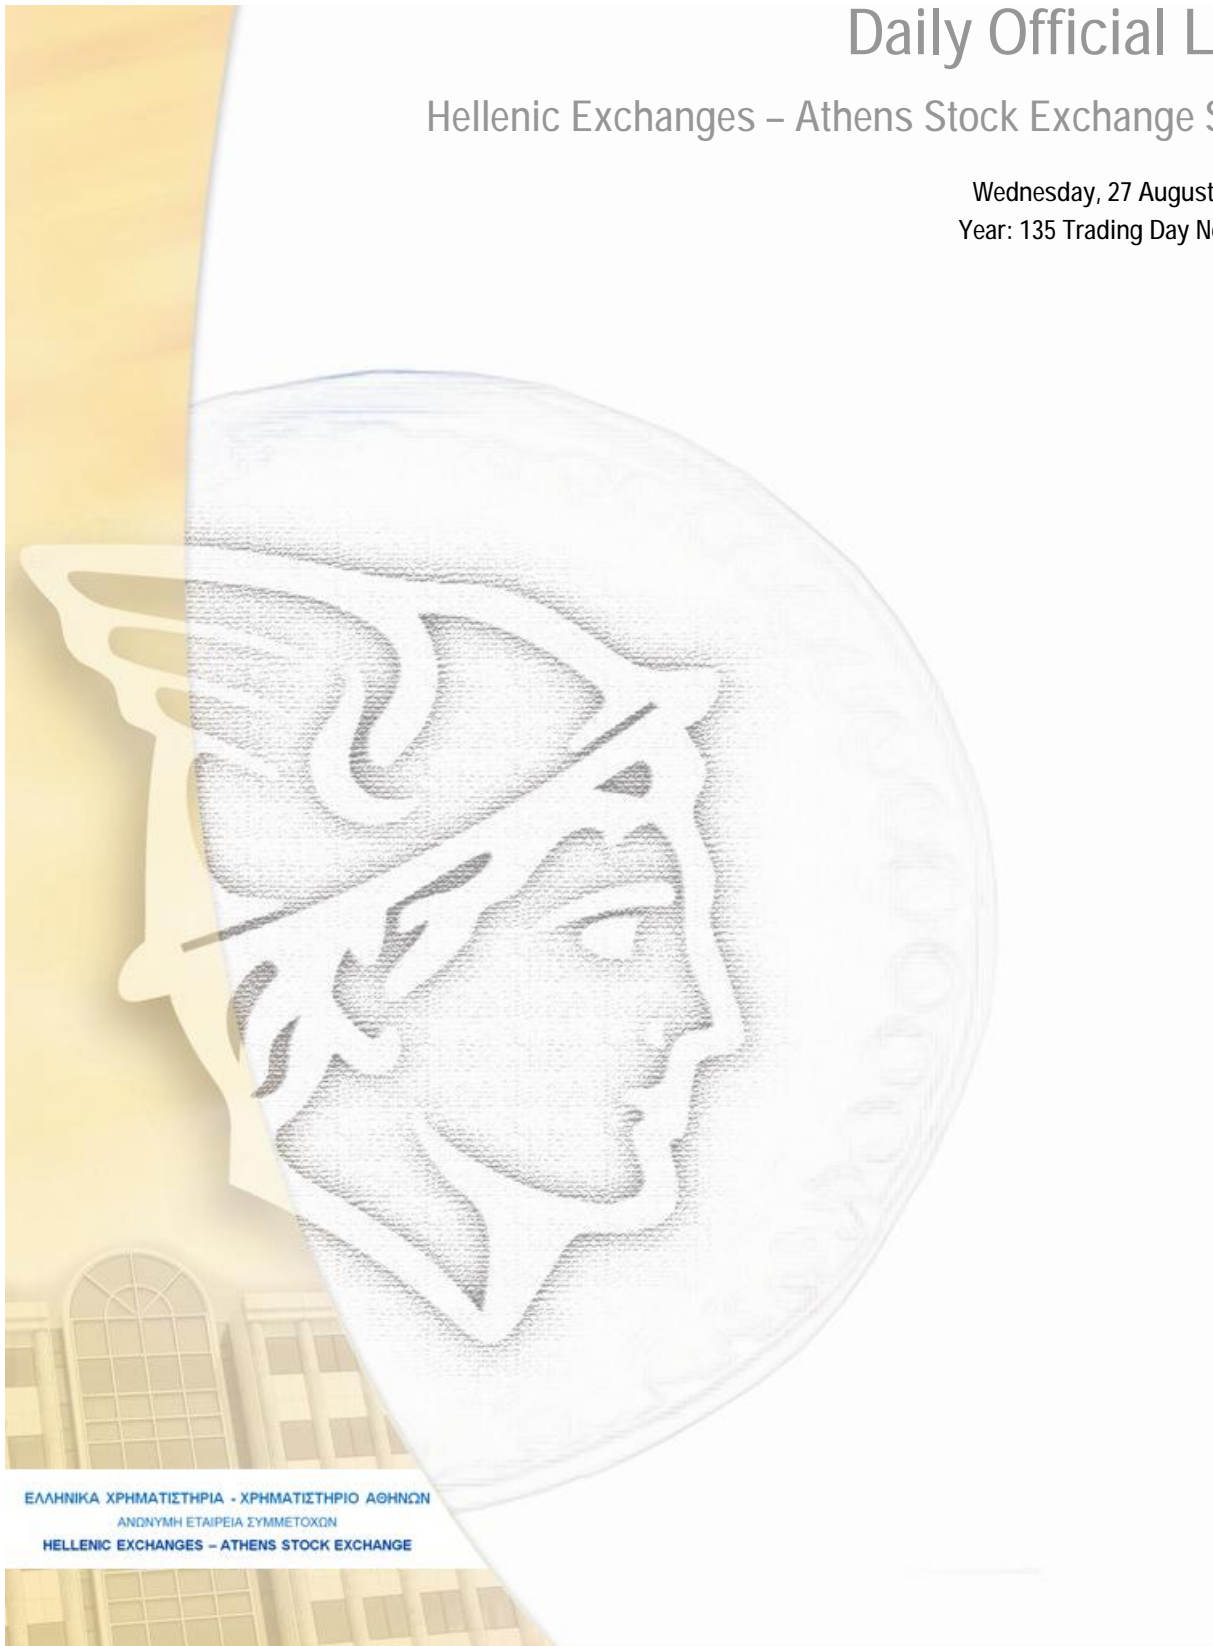 Daily Official L
Hellenic Exchanges – Athens Stock Exchange S
Wednesday, 27 August
Year: 135 Trading Day N
ΕΛΛΗΝΙΚΑ ΧΡΗΜΑΤΙΣΤΗΡΙΑ - ΧΡΗΜΑΤΙΣΤΗΡΙΟ ΑΘΗΝΩΝ
ΑΝΩΝΥΜΗ ΕΤΑΙΡΕΙΑ ΣΥΜΜΕΤΟΧΩΝ
HELLENIC EXCHANGES – ATHENS STOCK EXCHANGE